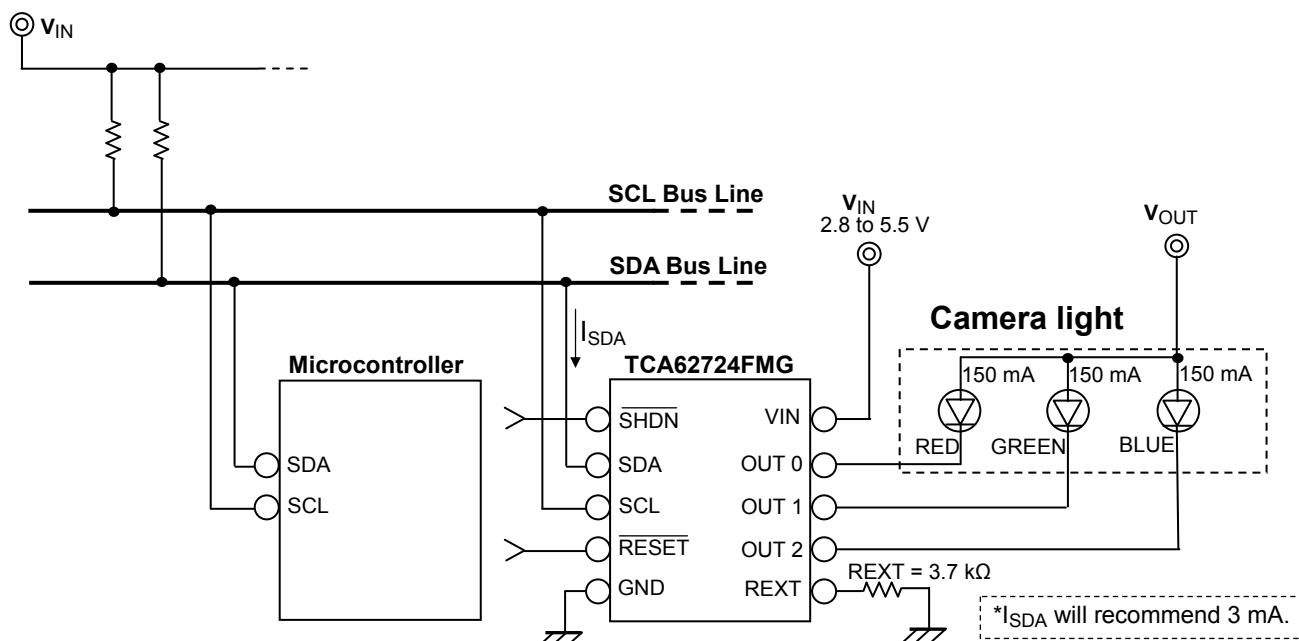 VIN
SCL Bus Line
SDA Bus Line
VIN
2.8 to 5.5 V
VOUT
ISDA
Camera light
150 mA
150 mA
150 mA
RED
GREEN
BLUE
Microcontroller
SDA
SCL
TCA62724FMG
SHDN
SDA
SCL
RESET
GND
VIN
OUT 0
OUT 1
OUT 2
REXT
REXT = 3.7 kΩ
*ISDA will recommend 3 mA.